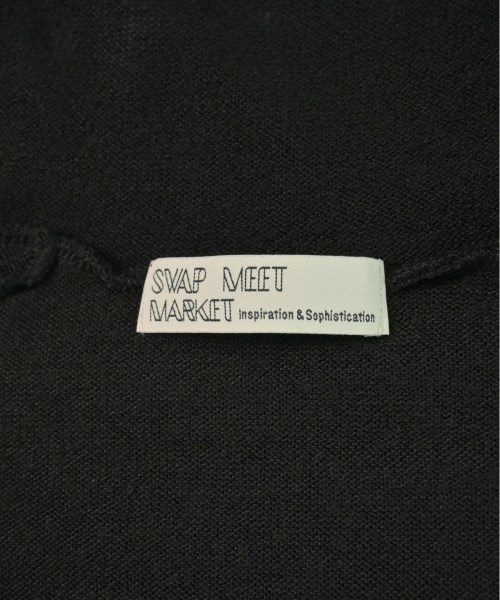 SWAP MEET
MARKET Inspiration & Sophistication